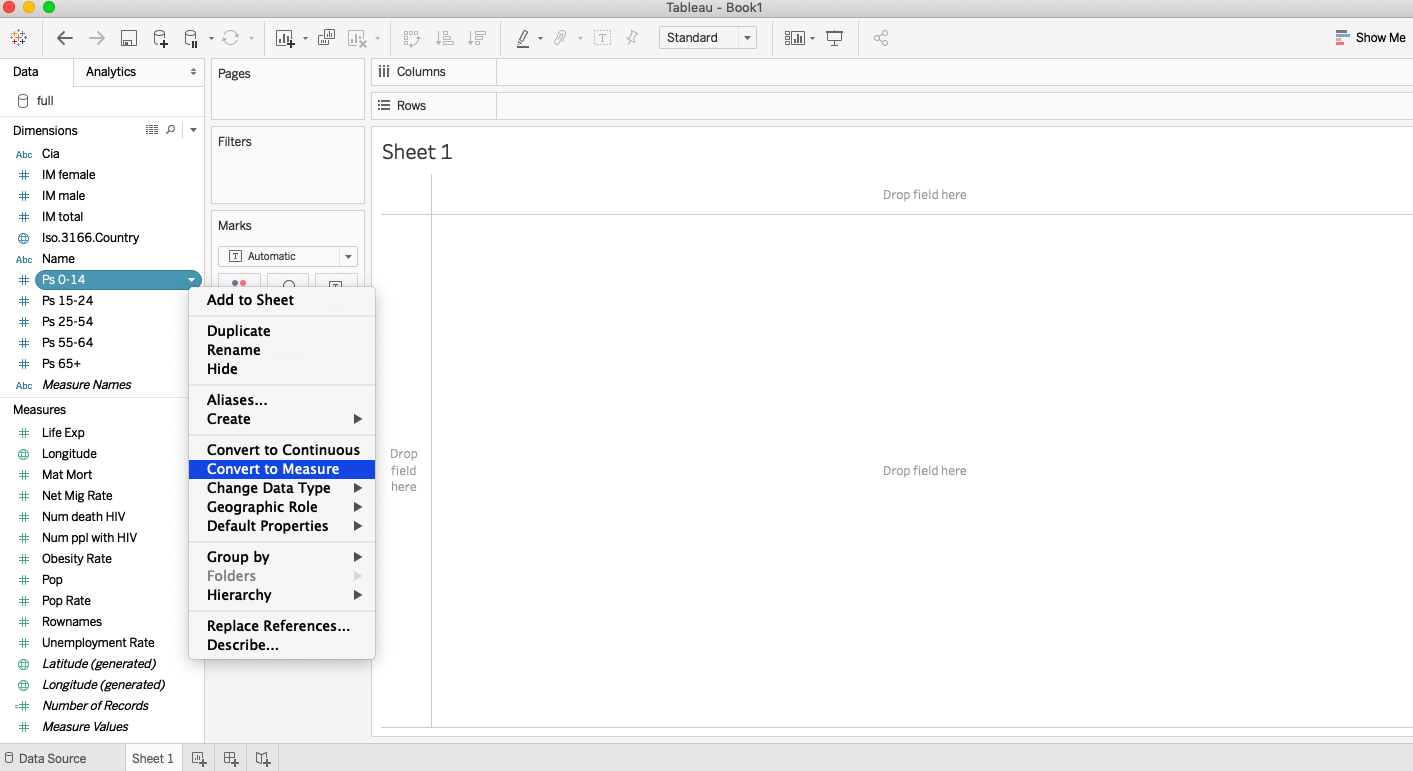 Tableau - Book1
Standard
Show Me
Data
Analytics
full
Dimensions
Abc Cia
# IM female
# IM male
# IM total
Iso.3166.Country
Abc Name
# Ps 0-14
# Ps 15-24
# Ps 25-54
# Ps 55-64
# Ps 65+
Abc Measure Names
Measures
# Life Exp
Longitude
# Mat Mort
# Net Mig Rate
# Num death HIV
# Num ppl with HIV
# Obesity Rate
# Pop
# Pop Rate
# Rownames
# Unemployment Rate
Latitude (generated)
Longitude (generated)
=# Number of Records
# Measure Values
Pages
Filters
Marks
T Automatic
Add to Sheet
Duplicate
Rename
Hide
Aliases...
Create
Convert to Continuous
Convert to Measure
Change Data Type
Geographic Role
Default Properties
Group by
Folders
Hierarchy
Replace References...
Describe...
Columns
Rows
Sheet 1
Drop field here
Drop
field
here
Drop field here
Data Source
Sheet 1